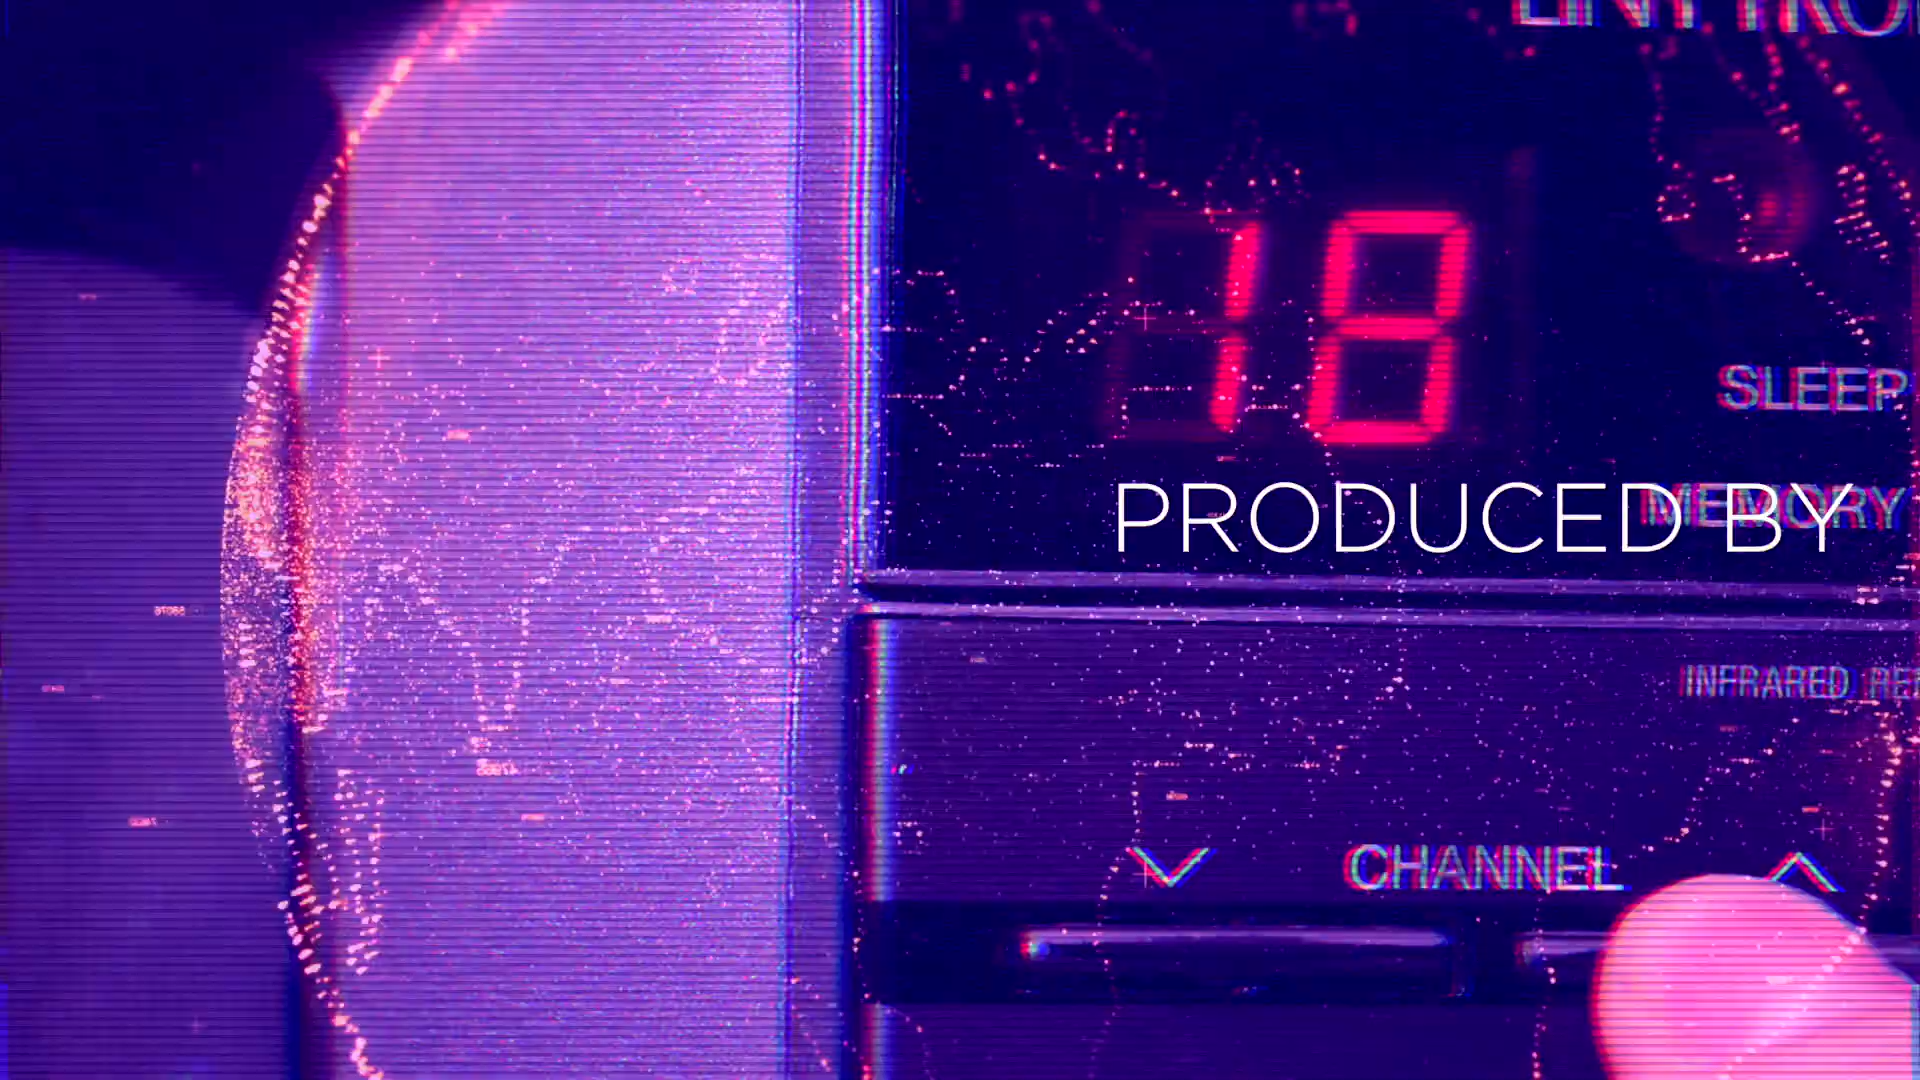 18
SLEEP
PRODUCED BY
MEMORY
INFRARED
CHANNEL